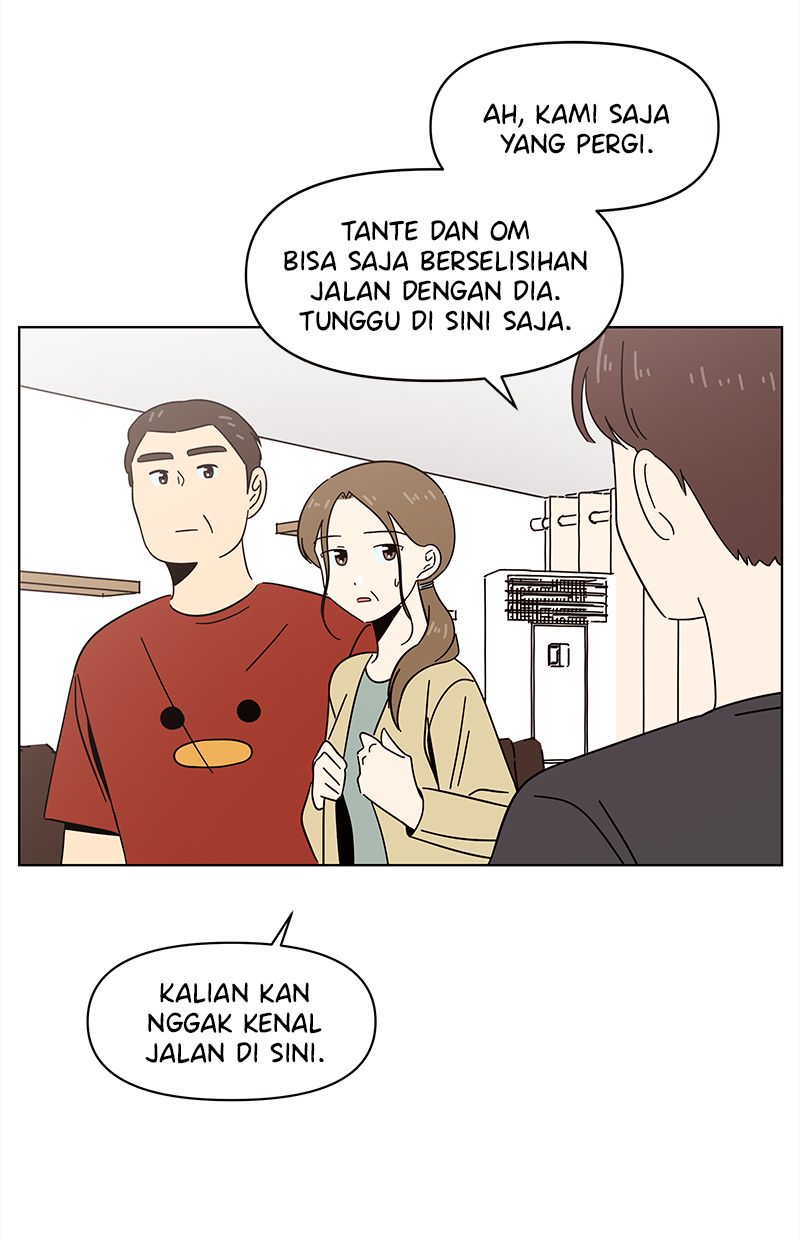 AH, KAMI SAJA
YANG PERGI.
TANTE DAN OM
BISA SAJA BERSELISIHAN
JALAN DENGAN DIA.
TUNGGU DI SINI SAJA.
KALIAN KAN
NGGAK KENAL
JALAN DI SINI.